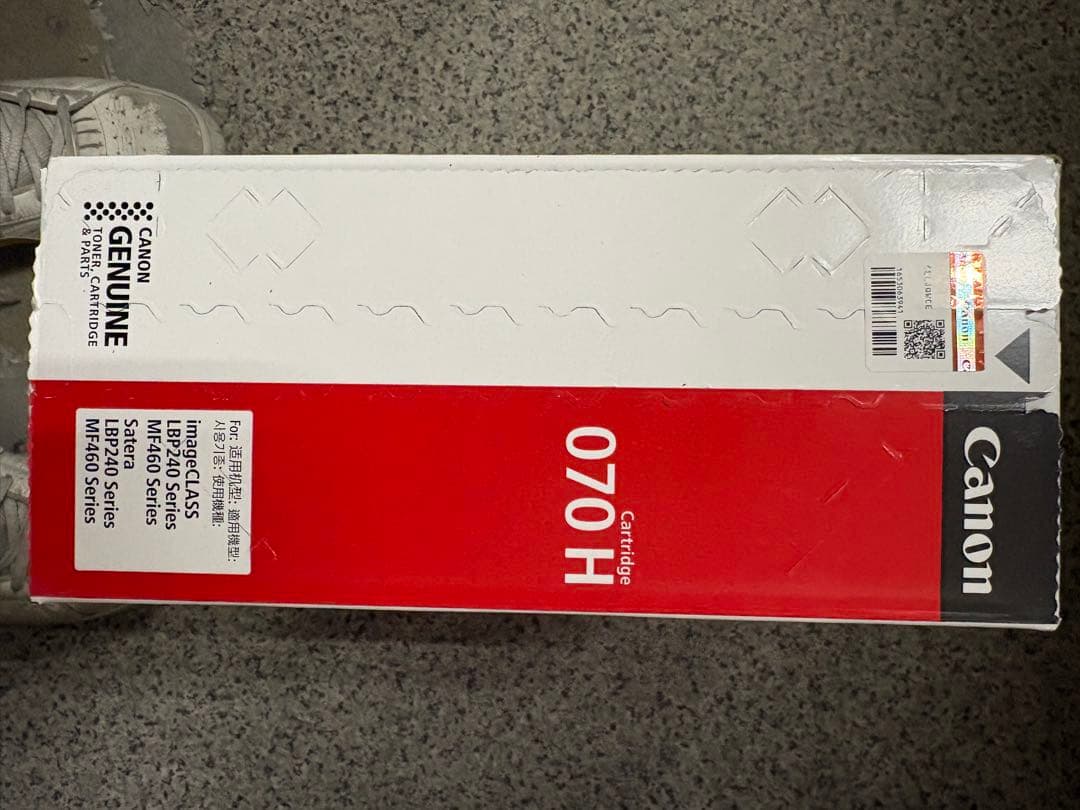 Canon
Cartridge
070 H
For: 适用机型: 適用機型:
사용기종: 使用機種:
imageCLASS
LBP240 Series
MF460 Series
Satera
LBP240 Series
MF460 Series
CANON
GENUINE
TONER, CARTRIDGE
& PARTS
Canon